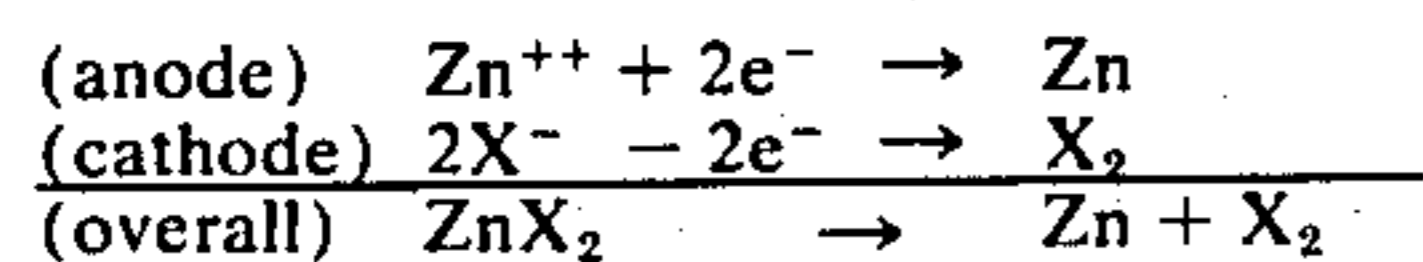 (anode) Zn⁺⁺ + 2e⁻ → Zn
(cathode) 2X⁻ − 2e⁻ → X₂
(overall) ZnX₂ → Zn + X₂